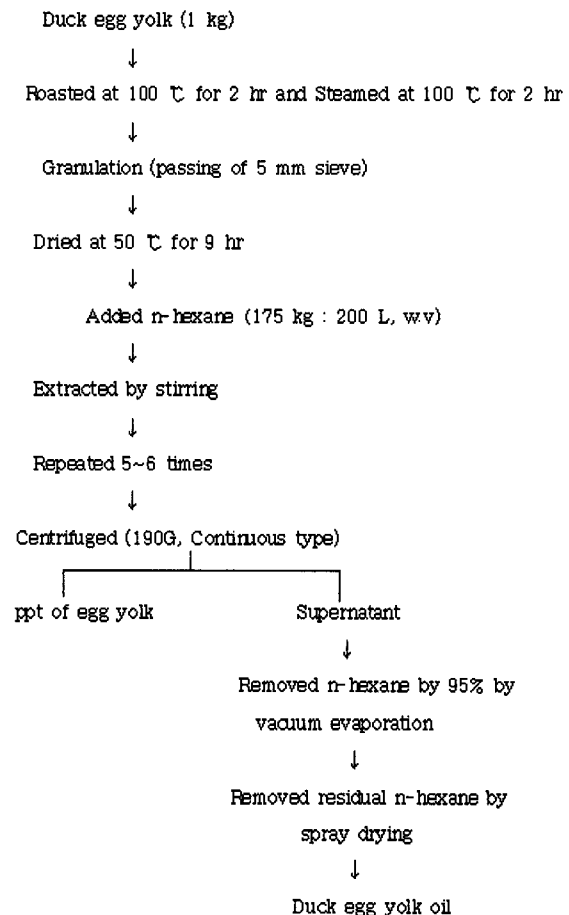 Duck egg yolk (1 kg)
↓
Roasted at 100 ℃ for 2 hr and Steamed at 100 ℃ for 2 hr
↓
Granulation (passing of 5 mm sieve)
↓
Dried at 50 ℃ for 9 hr
↓
Added n-hexane (175 kg : 200 L, w.v)
↓
Extracted by stirring
↓
Repeated 5~6 times
↓
Centrifuged (190G, Continuous type)
ppt of egg yolk Supernatant
↓
Removed n-hexane by 95% by
vacuum evaporation
↓
Removed residual n-hexane by
spray drying
↓
Duck egg yolk oil